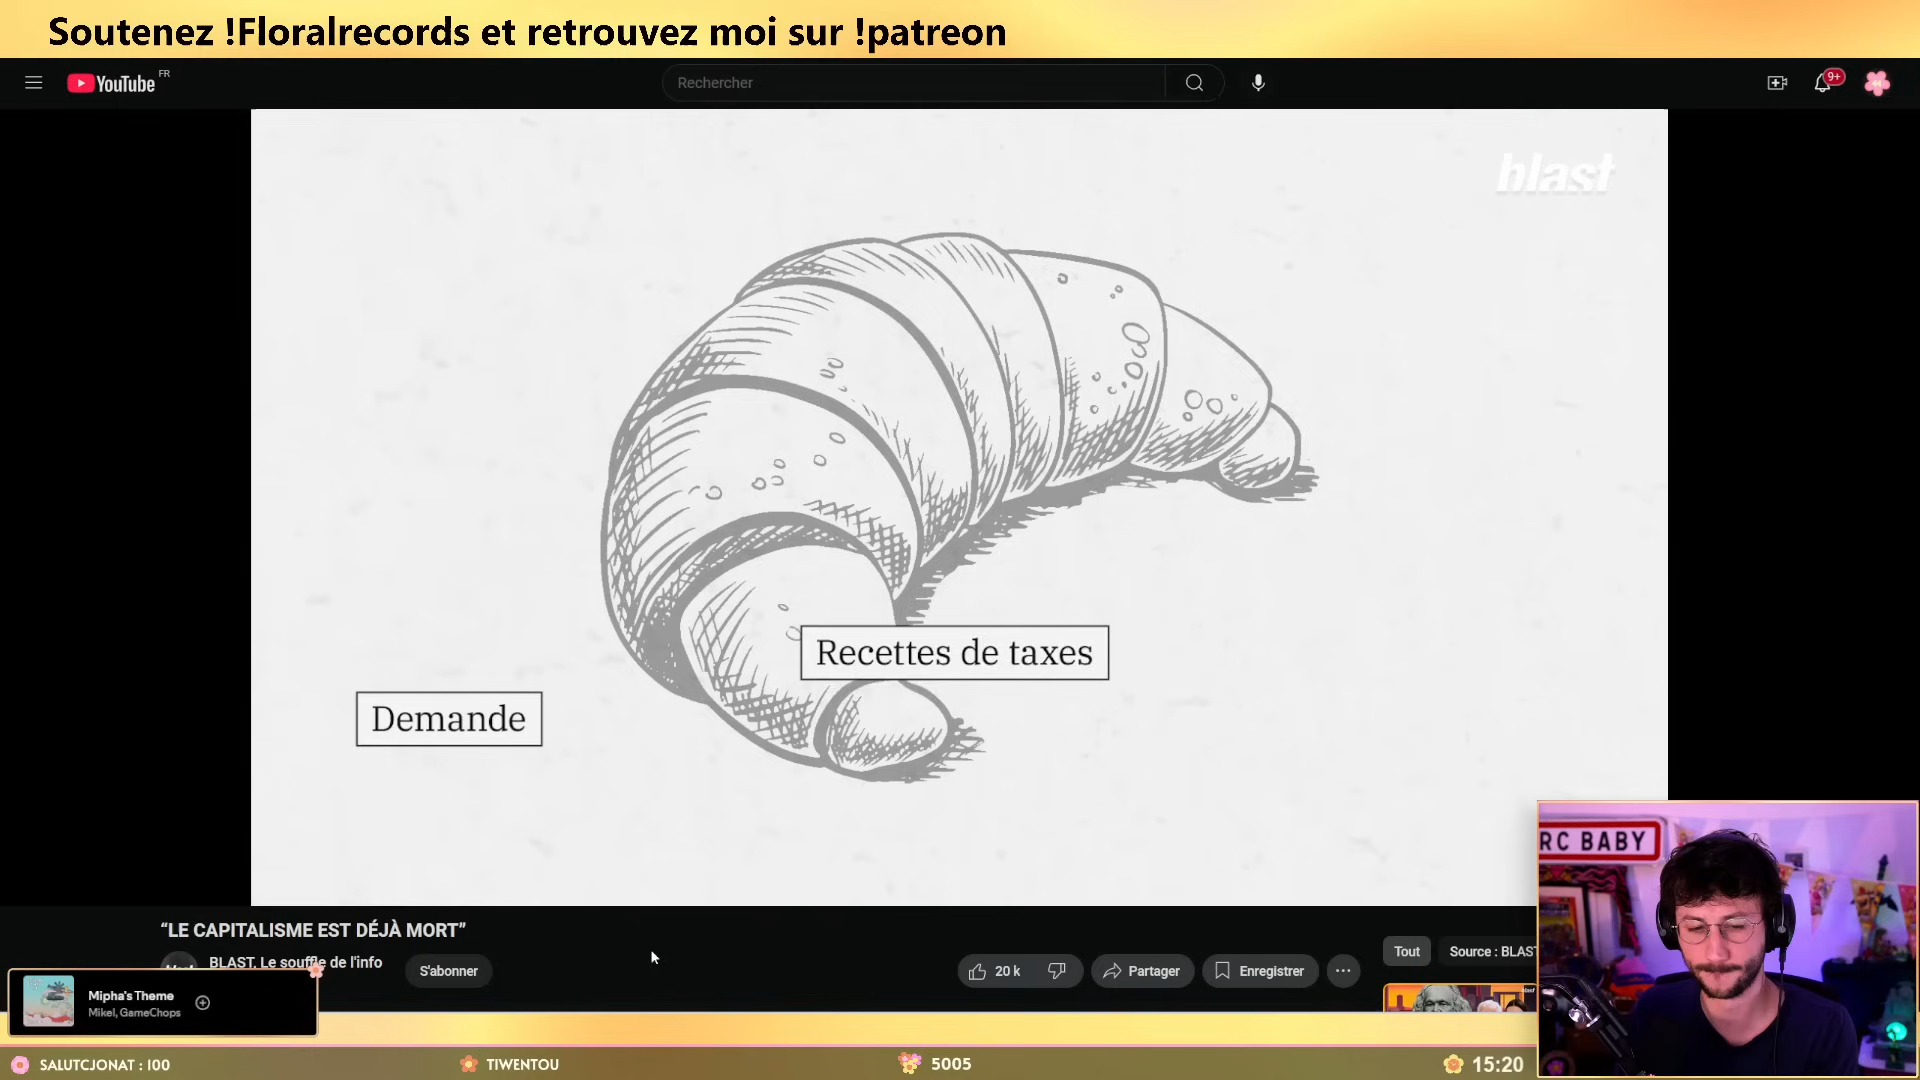 Soutenez !Floralrecords et retrouvez moi sur !patreon
YouTube FR
Rechercher
9+
blast
Recettes de taxes
Demande
“LE CAPITALISME EST DÉJÀ MORT”
BLAST, Le souffle de l'info
S'abonner
20 k
Partager
Enregistrer
Tout
Source : BLAST
RC BABY
Mipha's Theme
Mikel, GameChops
SALUTCJONAT : 100
TIWENTOU
5005
15:20